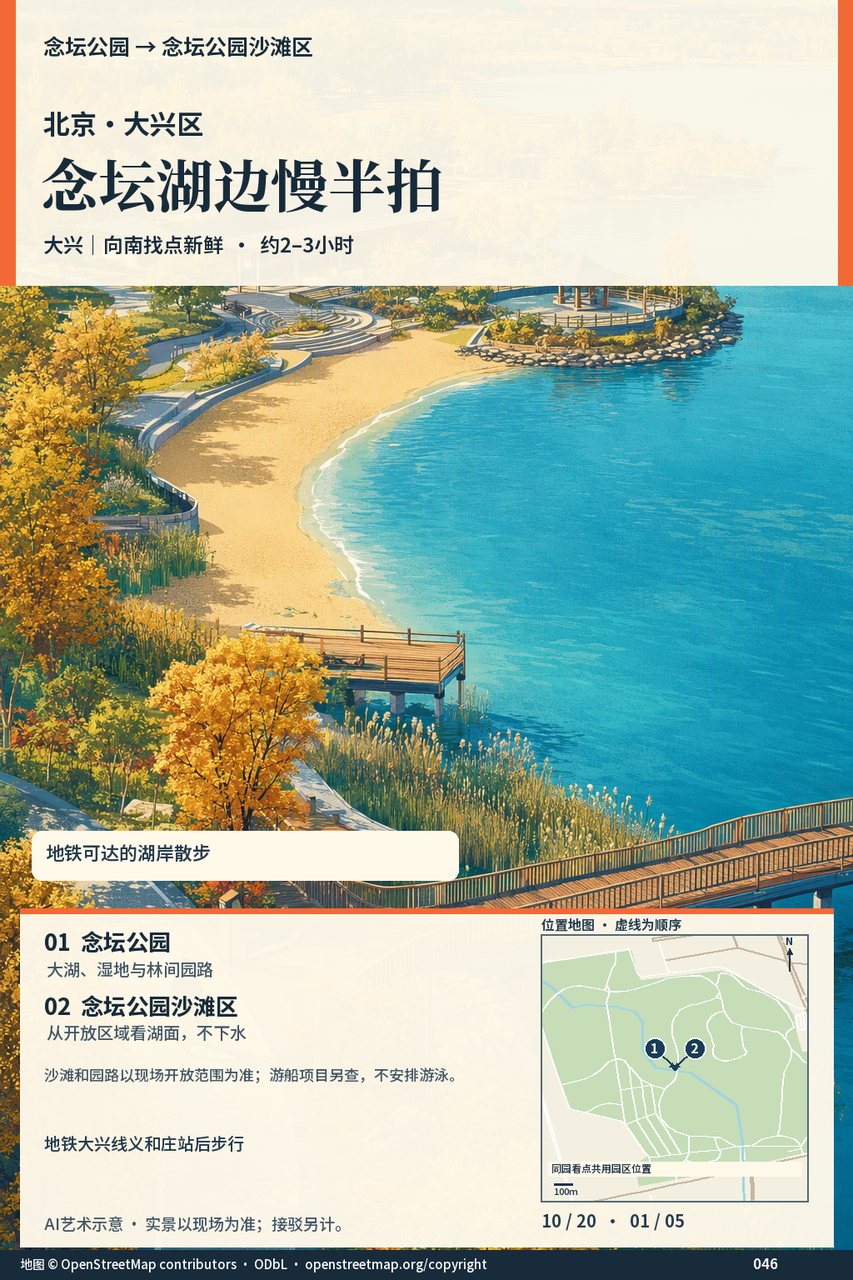 念坛公园 → 念坛公园沙滩区
北京·大兴区
念坛湖边慢半拍
大兴｜向南找点新鲜 · 约2–3小时
地铁可达的湖岸散步
01 念坛公园
大湖、湿地与林间园路
02 念坛公园沙滩区
从开放区域看湖面，不下水
沙滩和园路以现场开放范围为准；游船项目另查，不安排游泳。
地铁大兴线义和庄站后步行
AI艺术示意·实景以现场为准；接驳另计。
位置地图·虚线为顺序
N
1 2
同园看点共用园区位置
100m
10 / 20 · 01 / 05
地图 © OpenStreetMap contributors · ODbL · openstreetmap.org/copyright
046